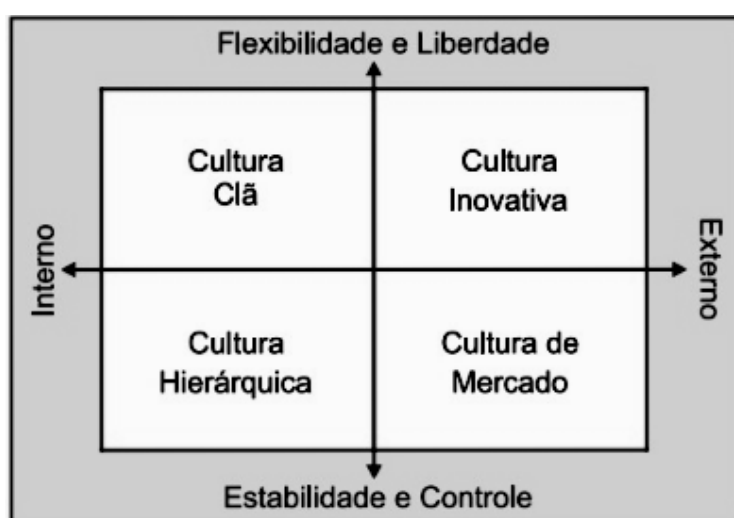 Flexibilidade e Liberdade
Cultura
Clã
Cultura
Inovativa
Interno
Externo
Cultura
Hierárquica
Cultura de
Mercado
Estabilidade e Controle